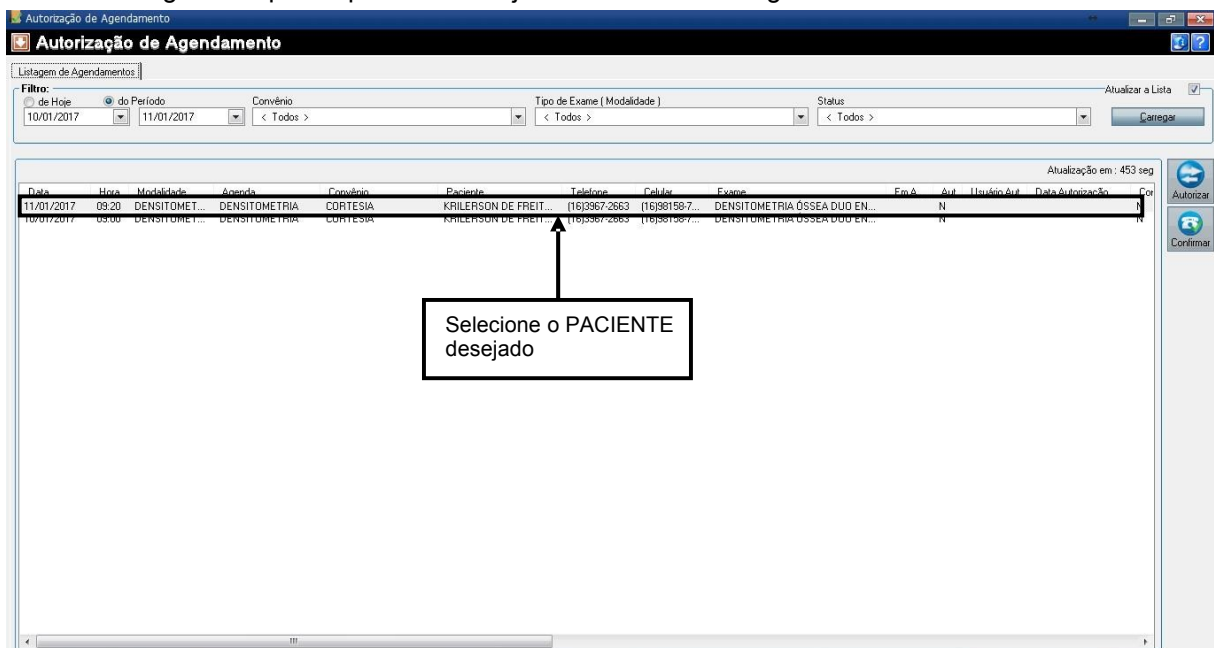 Autorização de Agendamento
Autorização de Agendamento
Listagem de Agendamentos
Filtro:
Atualizar a Lista
de Hoje do Período Convênio Tipo de Exame ( Modalidade ) Status
10/01/2017 11/01/2017 < Todos > < Todos > < Todos > Carregar
Atualização em : 453 seg
Data Hora Modalidade Agenda Convênio Paciente Telefone Celular Exame Em A Aut Usuário Aut Data Autorização Cor
11/01/2017 09:20 DENSITOMET... DENSITOMETRIA CORTESIA KRILERSON DE FREIT... (16)3967-2663 (16)98158-7... DENSITOMETRIA ÓSSEA DUO EN... N N
10/01/2017 09:00 DENSITOMET... DENSITOMETRIA CORTESIA KRILERSON DE FREIT... (16)3967-2663 (16)98158-7... DENSITOMETRIA ÓSSEA DUO EN... N N
Autorizar
Confirmar
Selecione o PACIENTE
desejado